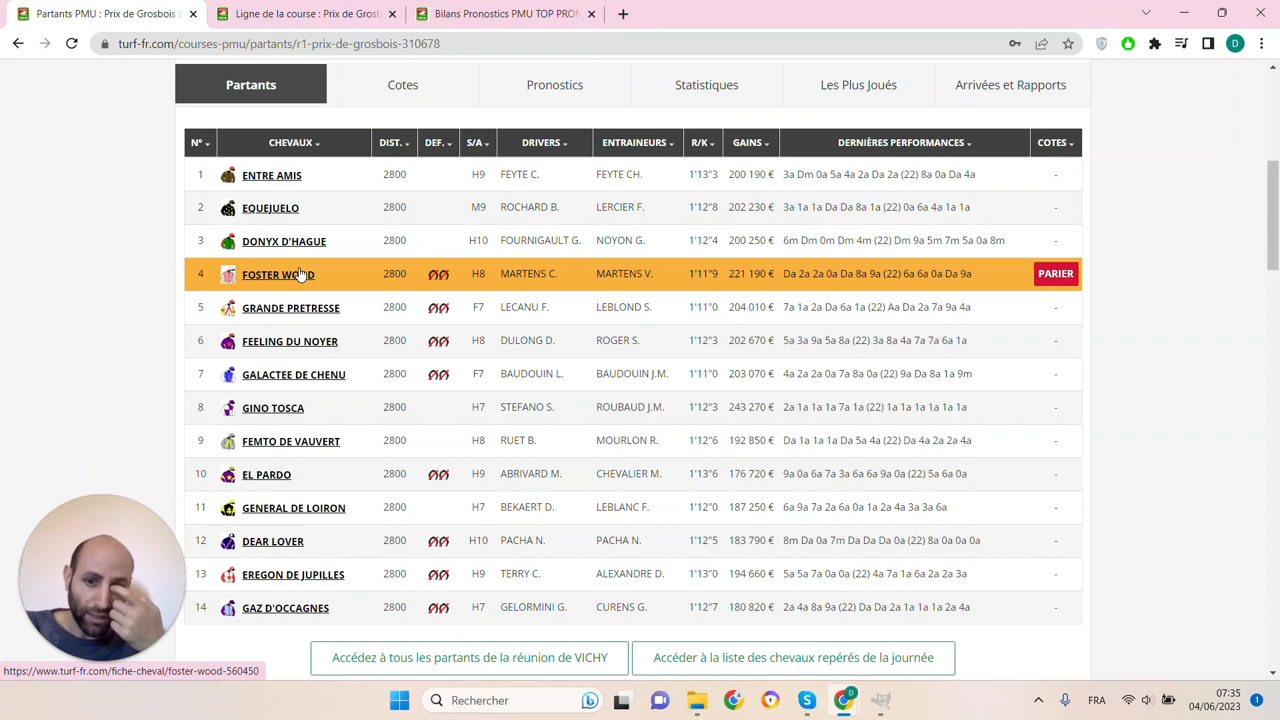 Partants PMU : Prix de Grosbois à
Ligne de la course : Prix de Grosb
Bilans Pronostics PMU TOP PRON
turf-fr.com/courses-pmu/partants/r1-prix-de-grosbois-310678
Partants Cotes Pronostics Statistiques Les Plus Joués Arrivées et Rapports
N° CHEVAUX DIST. DEF. S/A DRIVERS ENTRAINEURS R/K GAINS DERNIÈRES PERFORMANCES COTES
1 ENTRE AMIS 2800 H9 FEYTE C. FEYTE CH. 1'13"3 200 190 € 3a Dm 0a 5a 4a 2a Da 2a (22) 8a 0a Da 4a -
2 EQUEJUELO 2800 M9 ROCHARD B. LERCIER F. 1'12"8 202 230 € 3a 1a 1a Da Da 8a 1a (22) 0a 6a 4a 1a 1a -
3 DONYX D'HAGUE 2800 H10 FOURNIGAULT G. NOYON G. 1'12"4 200 250 € 6m Dm 0m Dm 4m (22) Dm 9a 5m 7m 5a 0a 8m -
4 FOSTER WOOD 2800 H8 MARTENS C. MARTENS V. 1'11"9 221 190 € Da 2a 2a 0a Da 8a 9a (22) 6a 6a 0a Da 9a PARIER
5 GRANDE PRETRESSE 2800 F7 LECANU F. LEBLOND S. 1'11"0 202 010 € 7a 1a 2a Da 6a 1a (22) Aa Da 2a 7a 9a 4a -
6 FEELING DU NOYER 2800 H8 DULONG D. ROGER S. 1'12"3 202 670 € 5a 3a 9a 5a 8a (22) 3a 8a 4a 7a 7a 6a 1a -
7 GALACTEE DE CHENU 2800 F7 BAUDOUIN L. BAUDOUIN J.M. 1'11"0 203 070 € 4a 2a 2a 0a 7a 8a 0a (22) 9a Da 8a 1a 9m -
8 GINO TOSCA 2800 H7 STEFANO S. ROUBAUD J.M. 1'12"3 243 270 € 2a 1a 1a 7a 1a (22) 1a 1a 1a 1a 1a 1a -
9 FEMTO DE VAUVERT 2800 H8 RUET B. MOURLON R. 1'12"6 192 850 € Da 1a 1a 1a Da 5a 4a (22) Da 4a 2a 2a 4a -
10 EL PARDO 2800 H9 ABRIVARD M. CHEVALIER M. 1'13"6 176 720 € 9a 0a 6a 7a 3a 6a 6a 9a 0a (22) 5a 6a 0a -
11 GENERAL DE LOIRON 2800 H7 BEKAERT D. LEBLANC F. 1'12"0 187 250 € 6a 9a 7a 2a 6a 0a 1a 2a 4a 3a 3a 6a -
12 DEAR LOVER 2800 H10 PACHA N. PACHA N. 1'12"5 183 790 € 8m Da 0a 7m Da Da Da 0a (22) 8a 0a 0a 0a -
13 EREGON DE JUPILLES 2800 H9 TERRY C. ALEXANDRE D. 1'13"0 194 660 € 5a 5a 7a 0a 0a (22) 4a 7a 1a 6a 2a 2a 3a -
14 GAZ D'OCCAGNES 2800 H7 GELORMINI G. CURENS G. 1'12"7 180 820 € 2a 4a 8a 9a (22) Da Da 2a 1a 1a 1a 2a 4a -
Accédez à tous les partants de la réunion de VICHY
Accéder à la liste des chevaux repérés de la journée
https://www.turf-fr.com/fiche-cheval/foster-wood-560450
Rechercher
FRA
07:35
04/06/2023